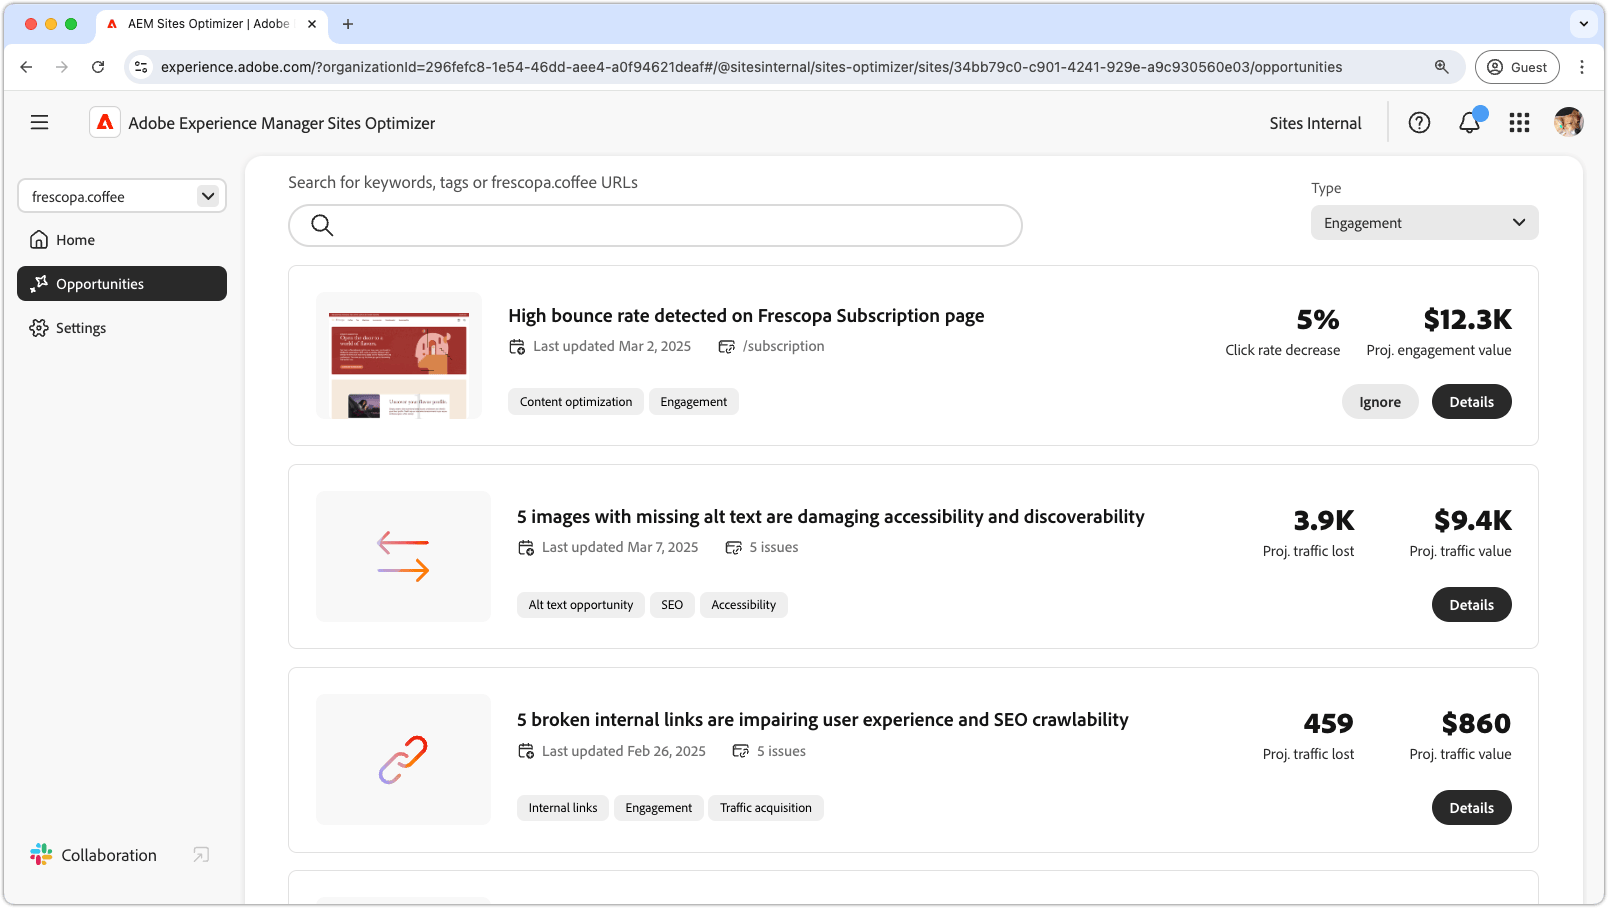 AEM Sites Optimizer | Adobe
experience.adobe.com/?organizationId=296fefc8-1e54-46dd-aee4-a0f94621deaf#/@sitesinternal/sites-optimizer/sites/34bb79c0-c901-4241-929e-a9c930560e03/opportunities
Guest
Adobe Experience Manager Sites Optimizer
Sites Internal
frescopa.coffee
Home
Opportunities
Settings
Collaboration
Search for keywords, tags or frescopa.coffee URLs
Type
Engagement
High bounce rate detected on Frescopa Subscription page
Last updated Mar 2, 2025
/subscription
Content optimization
Engagement
5%
Click rate decrease
$12.3K
Proj. engagement value
Ignore
Details
Open the door to a
world of flavors.
5 images with missing alt text are damaging accessibility and discoverability
Last updated Mar 7, 2025
5 issues
Alt text opportunity
SEO
Accessibility
3.9K
Proj. traffic lost
$9.4K
Proj. traffic value
Details
5 broken internal links are impairing user experience and SEO crawlability
Last updated Feb 26, 2025
5 issues
Internal links
Engagement
Traffic acquisition
459
Proj. traffic lost
$860
Proj. traffic value
Details